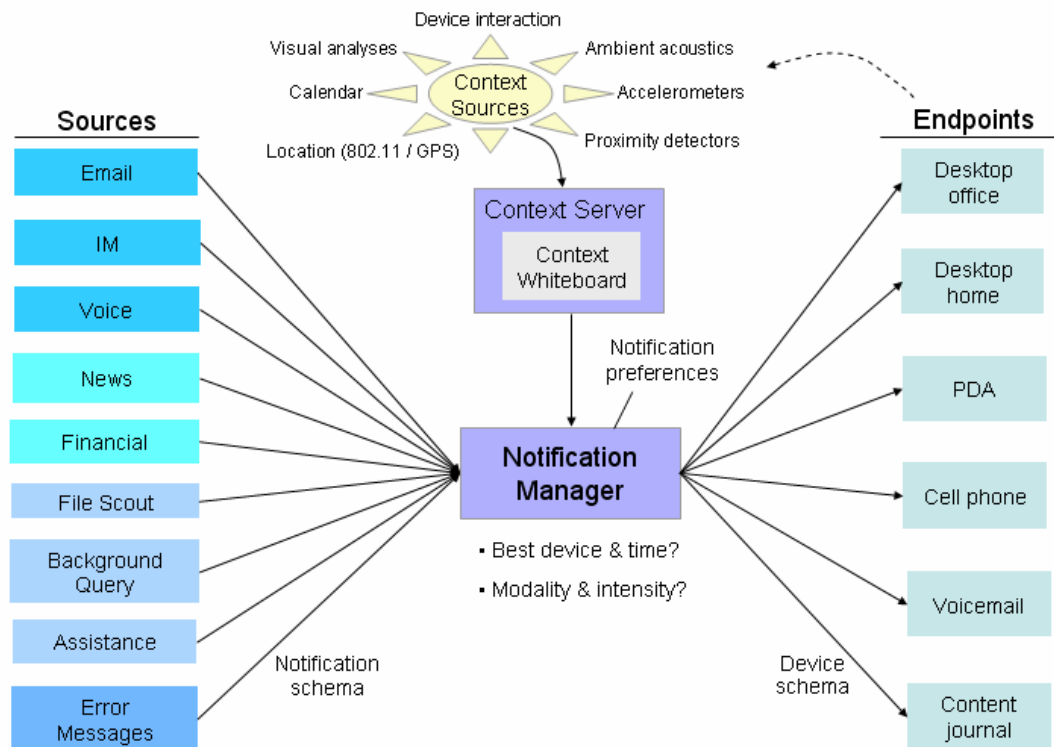 Device interaction
Visual analyses
Ambient acoustics
Calendar
Context
Sources
Accelerometers
Location (802.11 / GPS)
Proximity detectors
Sources
Email
IM
Voice
News
Financial
File Scout
Background
Query
Assistance
Error
Messages
Notification
schema
Context Server
Context
Whiteboard
Notification
preferences
Notification
Manager
▪ Best device & time?
▪ Modality & intensity?
Endpoints
Desktop
office
Desktop
home
PDA
Cell phone
Voicemail
Content
journal
Device
schema